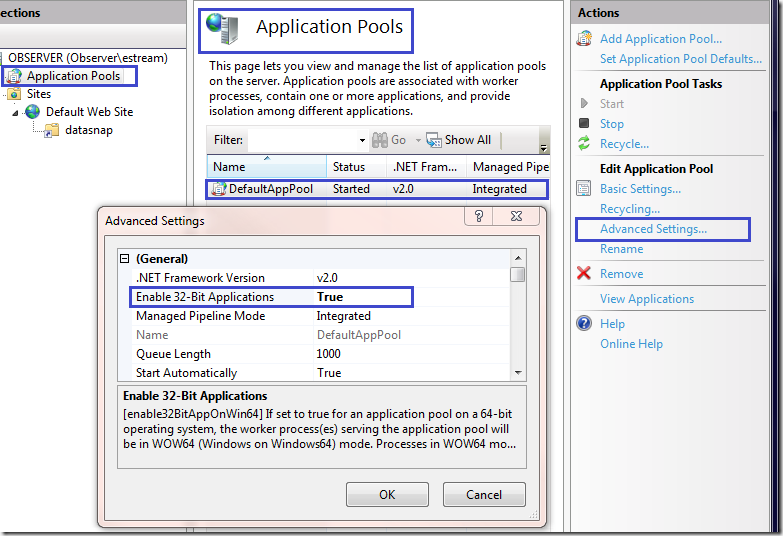 ections
OBSERVER (Observer\estream)
Application Pools
Sites
Default Web Site
datasnap
Application Pools
This page lets you view and manage the list of application pools
on the server. Application pools are associated with worker
processes, contain one or more applications, and provide
isolation among different applications.
Filter: Go Show All
Name Status .NET Fram... Managed Pipe
DefaultAppPool Started v2.0 Integrated
Advanced Settings
(General)
.NET Framework Version v2.0
Enable 32-Bit Applications True
Managed Pipeline Mode Integrated
Name DefaultAppPool
Queue Length 1000
Start Automatically True
Enable 32-Bit Applications
[enable32BitAppOnWin64] If set to true for an application pool on a 64-bit
operating system, the worker process(es) serving the application pool will
be in WOW64 (Windows on Windows64) mode. Processes in WOW64 mo...
OK Cancel
Actions
Add Application Pool...
Set Application Pool Defaults...
Application Pool Tasks
Start
Stop
Recycle...
Edit Application Pool
Basic Settings...
Recycling...
Advanced Settings...
Rename
Remove
View Applications
Help
Online Help